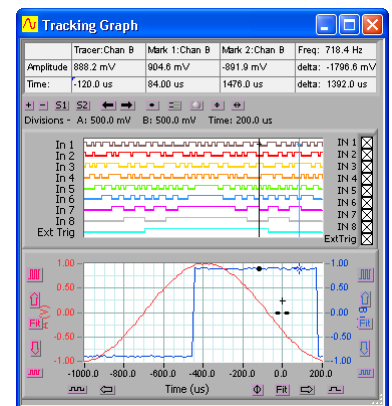 Tracking Graph
Tracer:Chan B Mark 1:Chan B Mark 2:Chan B Freq: 718.4 Hz
Amplitude 888.2 mV 904.6 mV -891.9 mV delta: -1796.6 mV
Time: -120.0 us 84.00 us 1476.0 us delta: 1392.0 us
+ - S1 S2
Divisions - A: 500.0 mV B: 500.0 mV Time: 200.0 us
In 1 IN 1
In 2 IN 2
In 3 IN 3
In 4 IN 4
In 5 IN 5
In 6 IN 6
In 7 IN 7
In 8 IN 8
Ext Trig ExtTrig
1.00 1.00
0.50 0.50
Fit A (V) 0.00 0.00 Fit
-0.50 -0.50
-1.00 -1.00
-1000.0 -800.0 -600.0 -400.0 -200.0 0.0 200.0
Time (us) Fit